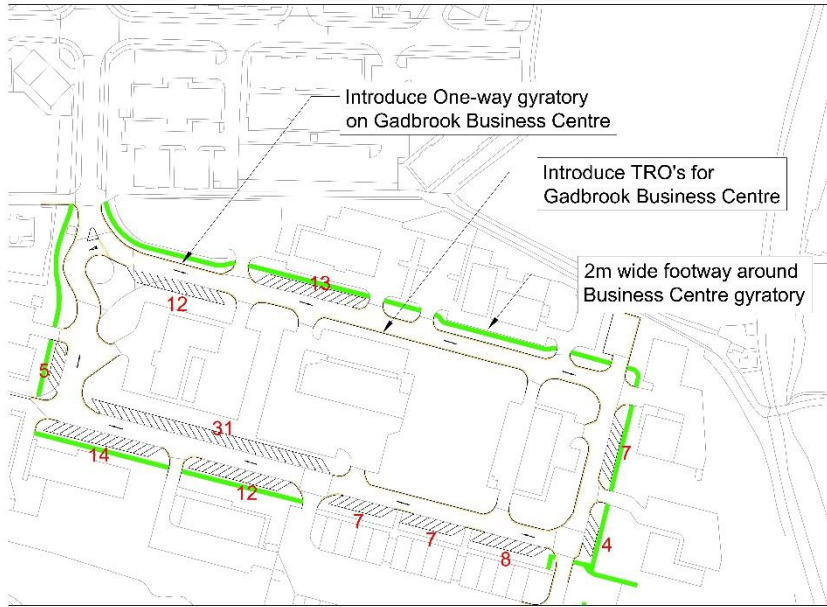 Introduce One-way gyratory
on Gadbrook Business Centre
Introduce TRO's for
Gadbrook Business Centre
2m wide footway around
Business Centre gyratory
13
12
5
31
7
14
12
7
7
8
4